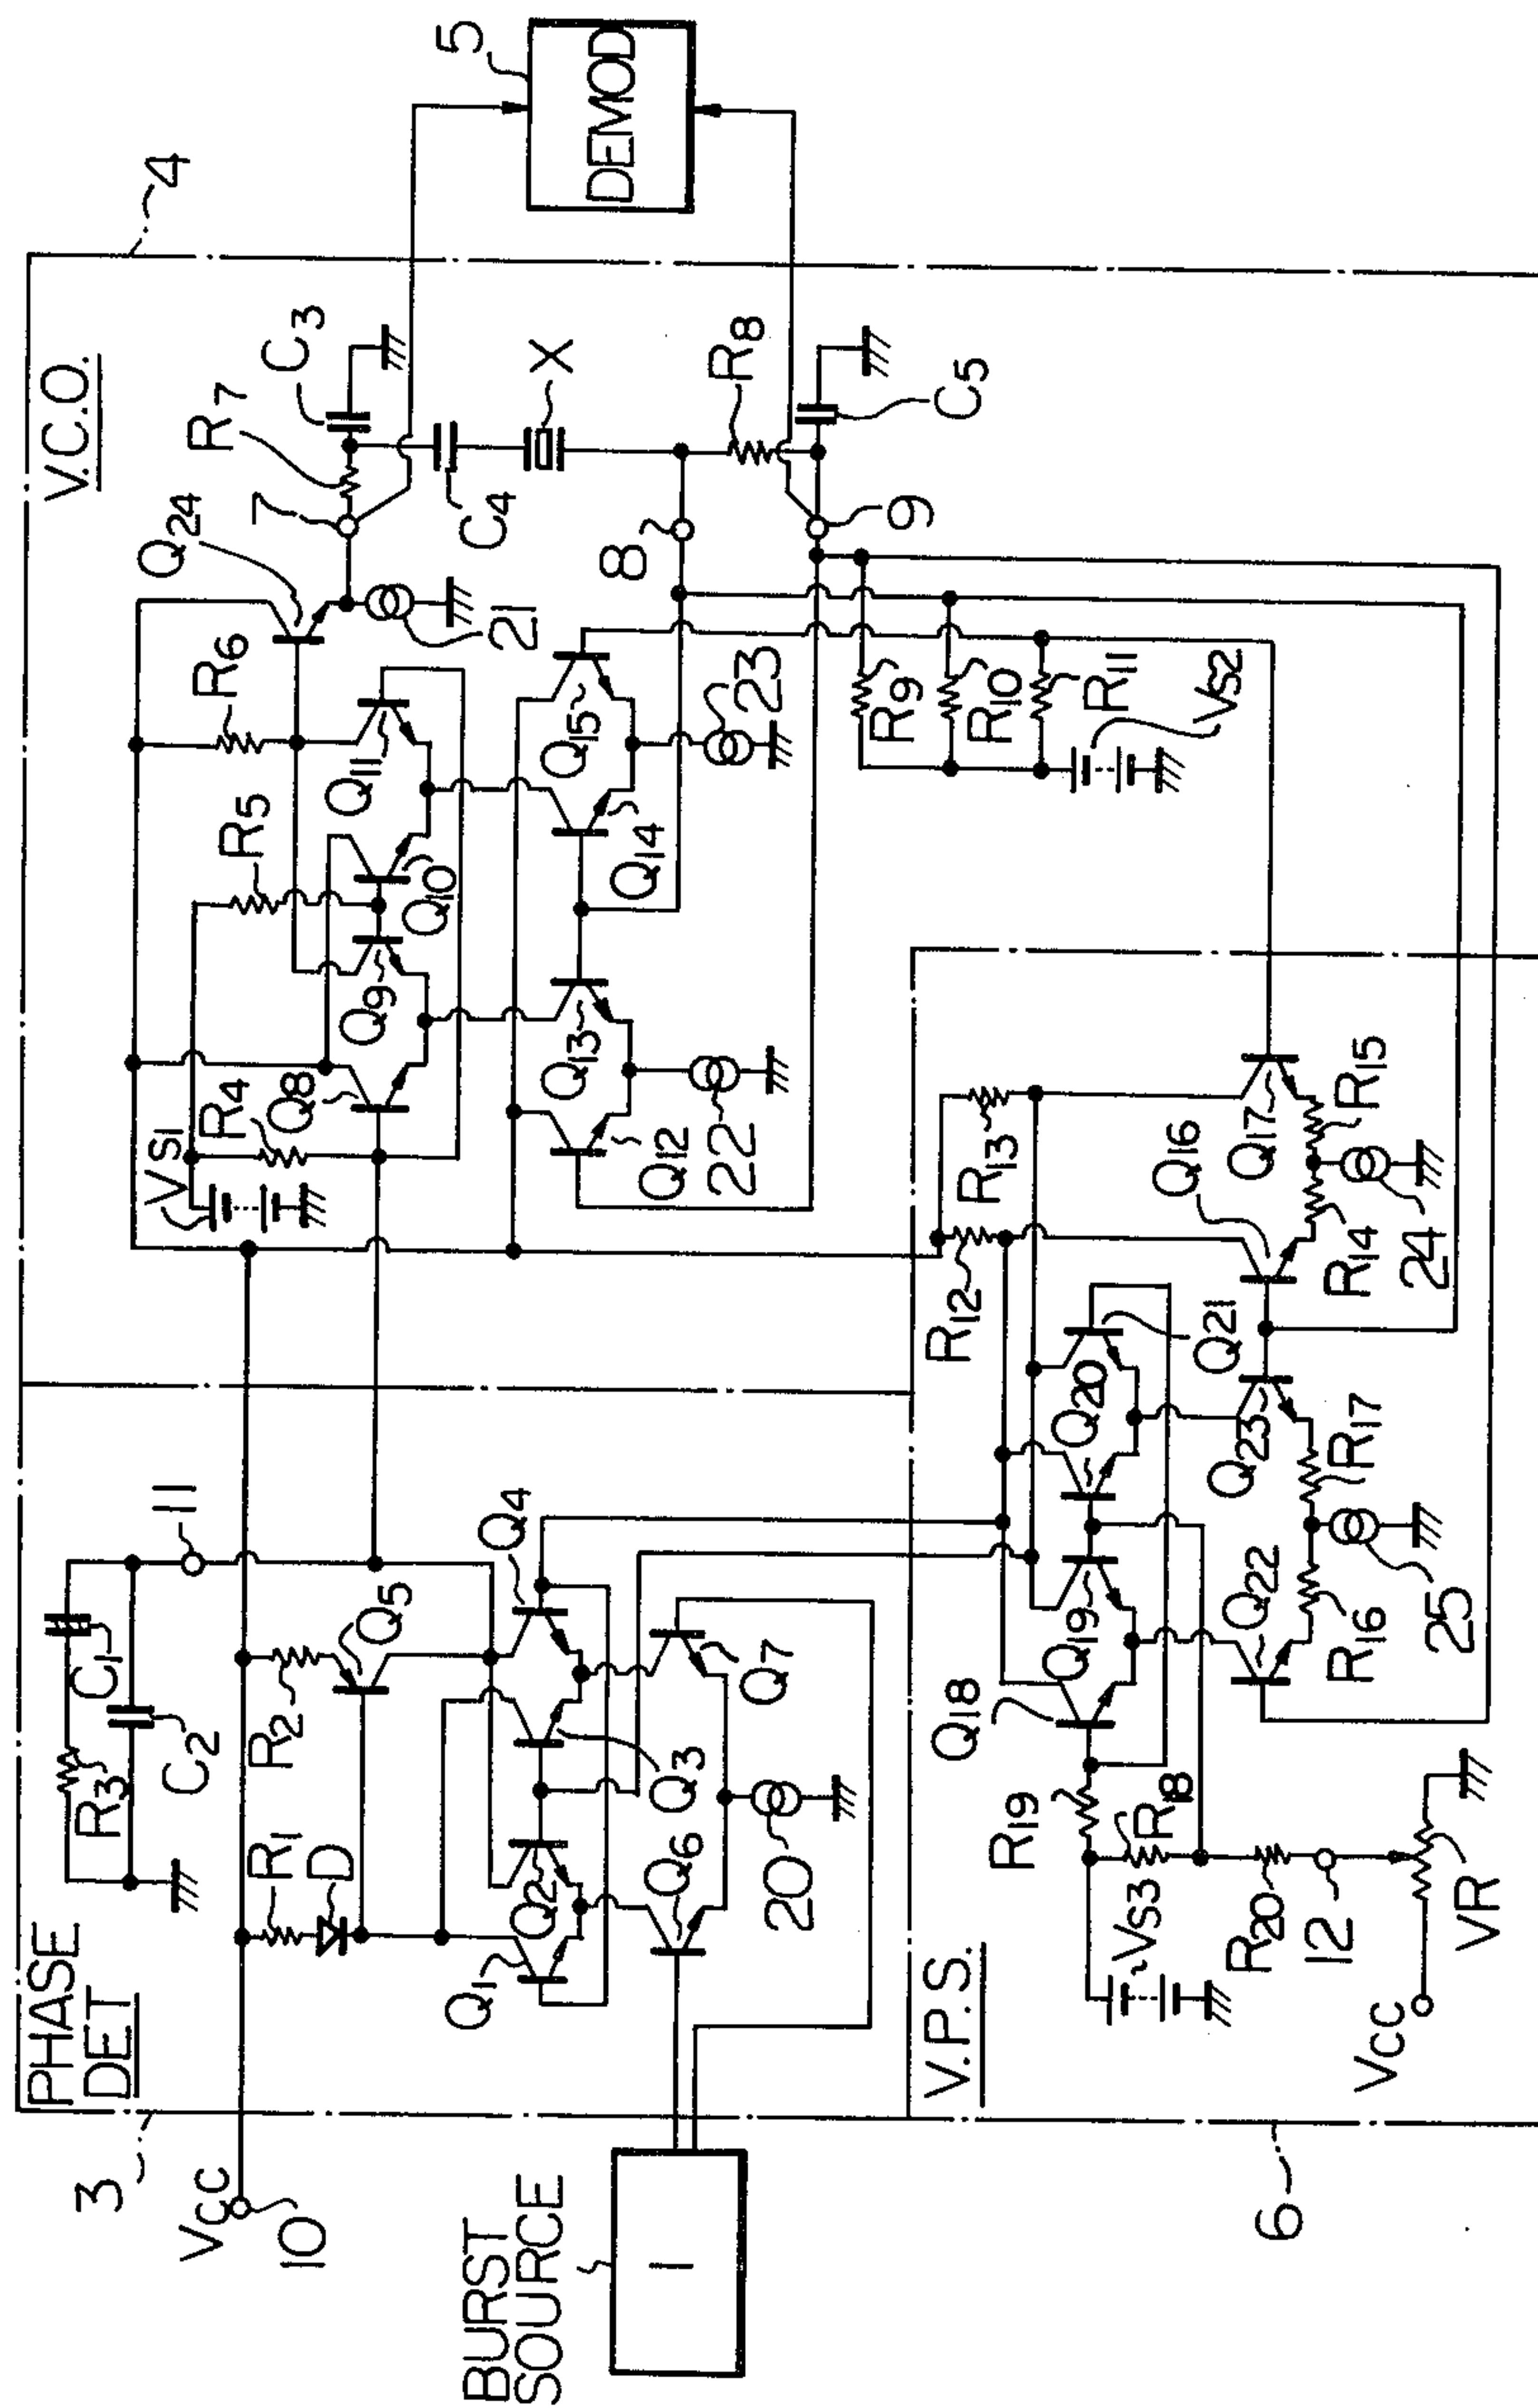 PHASE
DET
V.C.O.
V.P.S.
BURST
SOURCE
1
DEMOD
3
4
5
6
VCC
10
R1
D
R2
Q5
R3
C1
C2
11
Q1
Q2
Q3
Q4
Q6
Q7
20
VS1
R4
R5
R6
Q8
Q9
Q10
Q11
Q24
21
7
R7
C3
C4
X
8
R8
9
C5
Q12
Q13
Q14
Q15
22
23
R9
R10
R11
VS2
R12
R13
Q16
Q17
R14
R15
24
Q18
Q19
Q20
Q21
Q22
Q23
R16
R17
25
R19
R18
VS3
R20
12
VR
VCC